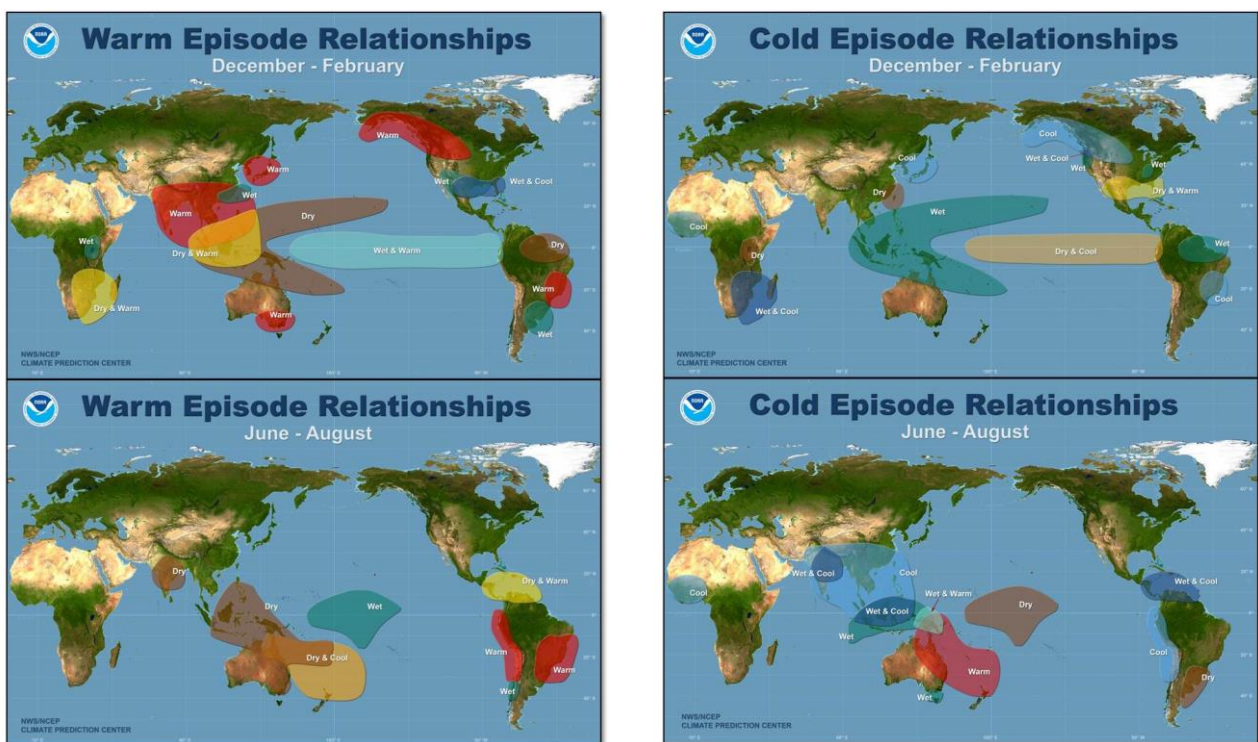 Warm Episode Relationships
December - February
Warm
Warm
Wet
Wet
Wet & Cool
Warm
Dry
Wet
Dry & Warm
Wet & Warm
Dry
Dry & Warm
Warm
Warm
Wet
NWS/NCEP
CLIMATE PREDICTION CENTER
Cold Episode Relationships
December - February
Cool
Cool
Wet & Cool
Wet
Wet
Dry
Dry & Warm
Wet
Cool
Dry
Dry & Cool
Wet
Wet & Cool
Cool
NWS/NCEP
CLIMATE PREDICTION CENTER
Warm Episode Relationships
June - August
Dry
Dry & Warm
Dry
Wet
Warm
Dry & Cool
Warm
Wet
NWS/NCEP
CLIMATE PREDICTION CENTER
Cold Episode Relationships
June - August
Cool
Wet & Cool
Cool
Wet & Warm
Wet & Cool
Wet & Cool
Dry
Wet
Warm
Cool
Dry
Wet
NWS/NCEP
CLIMATE PREDICTION CENTER